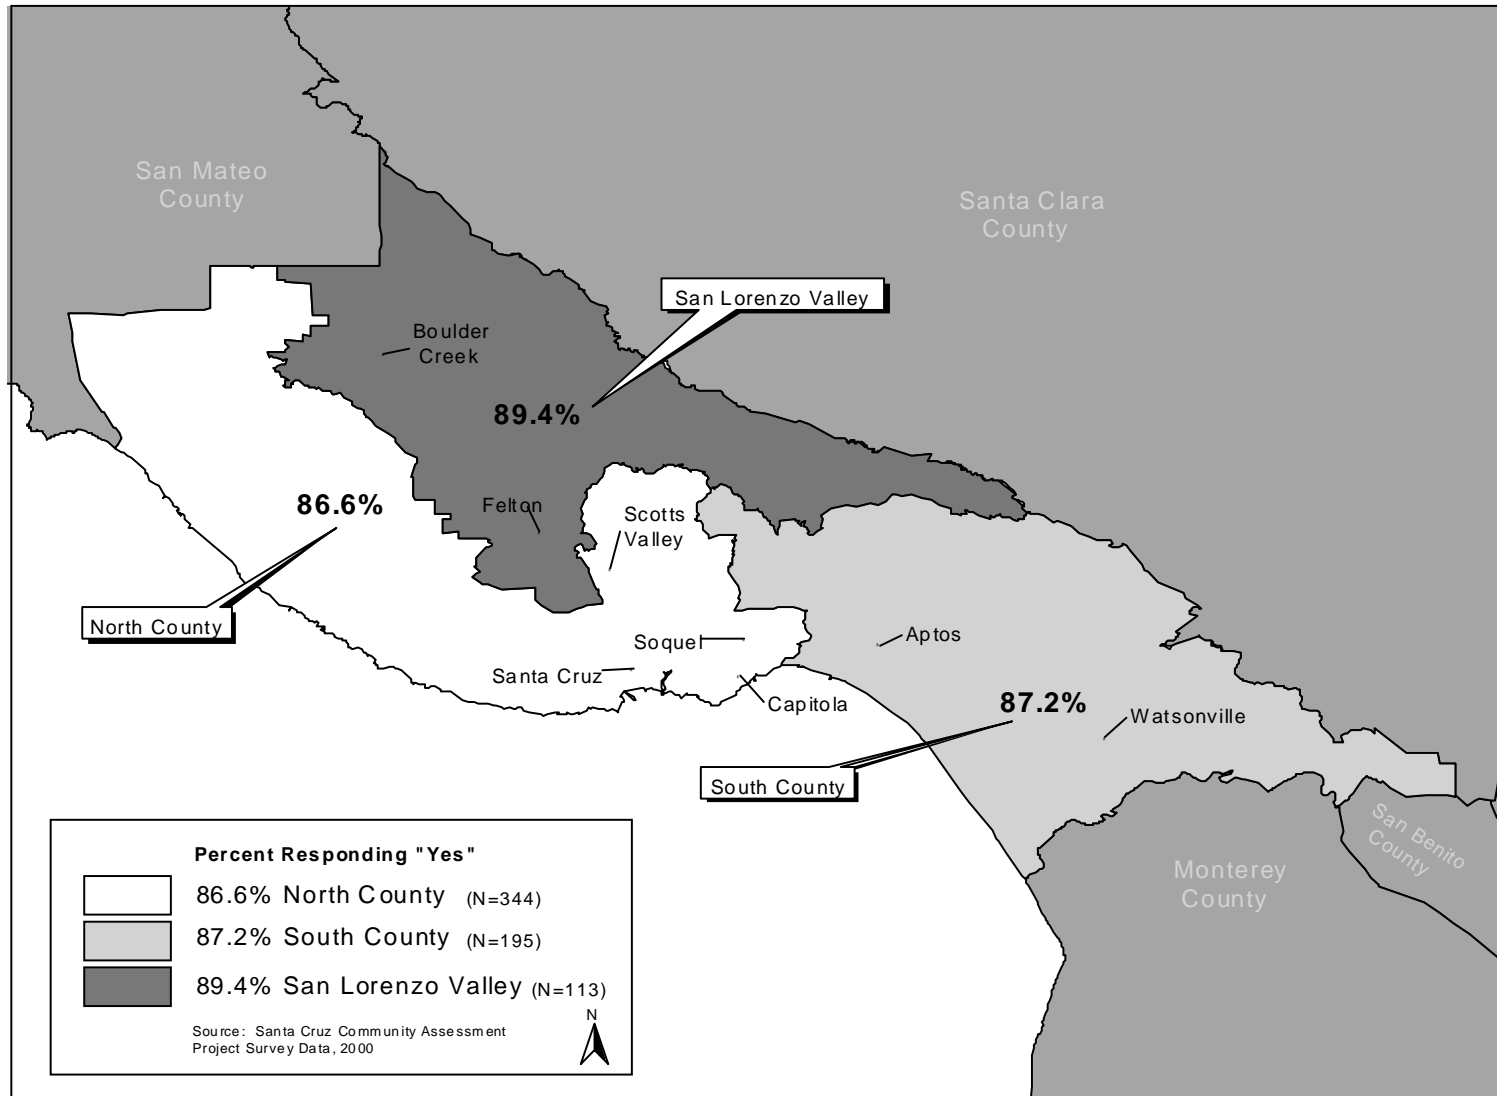 San Mateo
County
Santa Clara
County
San Lorenzo Valley
Boulder
Creek
89.4%
86.6%
Felton
Scotts
Valley
North County
Soquel
Aptos
Santa Cruz
Capitola
87.2%
Watsonville
South County
San Benito
County
Monterey
County
Percent Responding "Yes"
86.6% North County (N=344)
87.2% South County (N=195)
89.4% San Lorenzo Valley (N=113)
Source: Santa Cruz Community Assessment
Project Survey Data, 2000
N